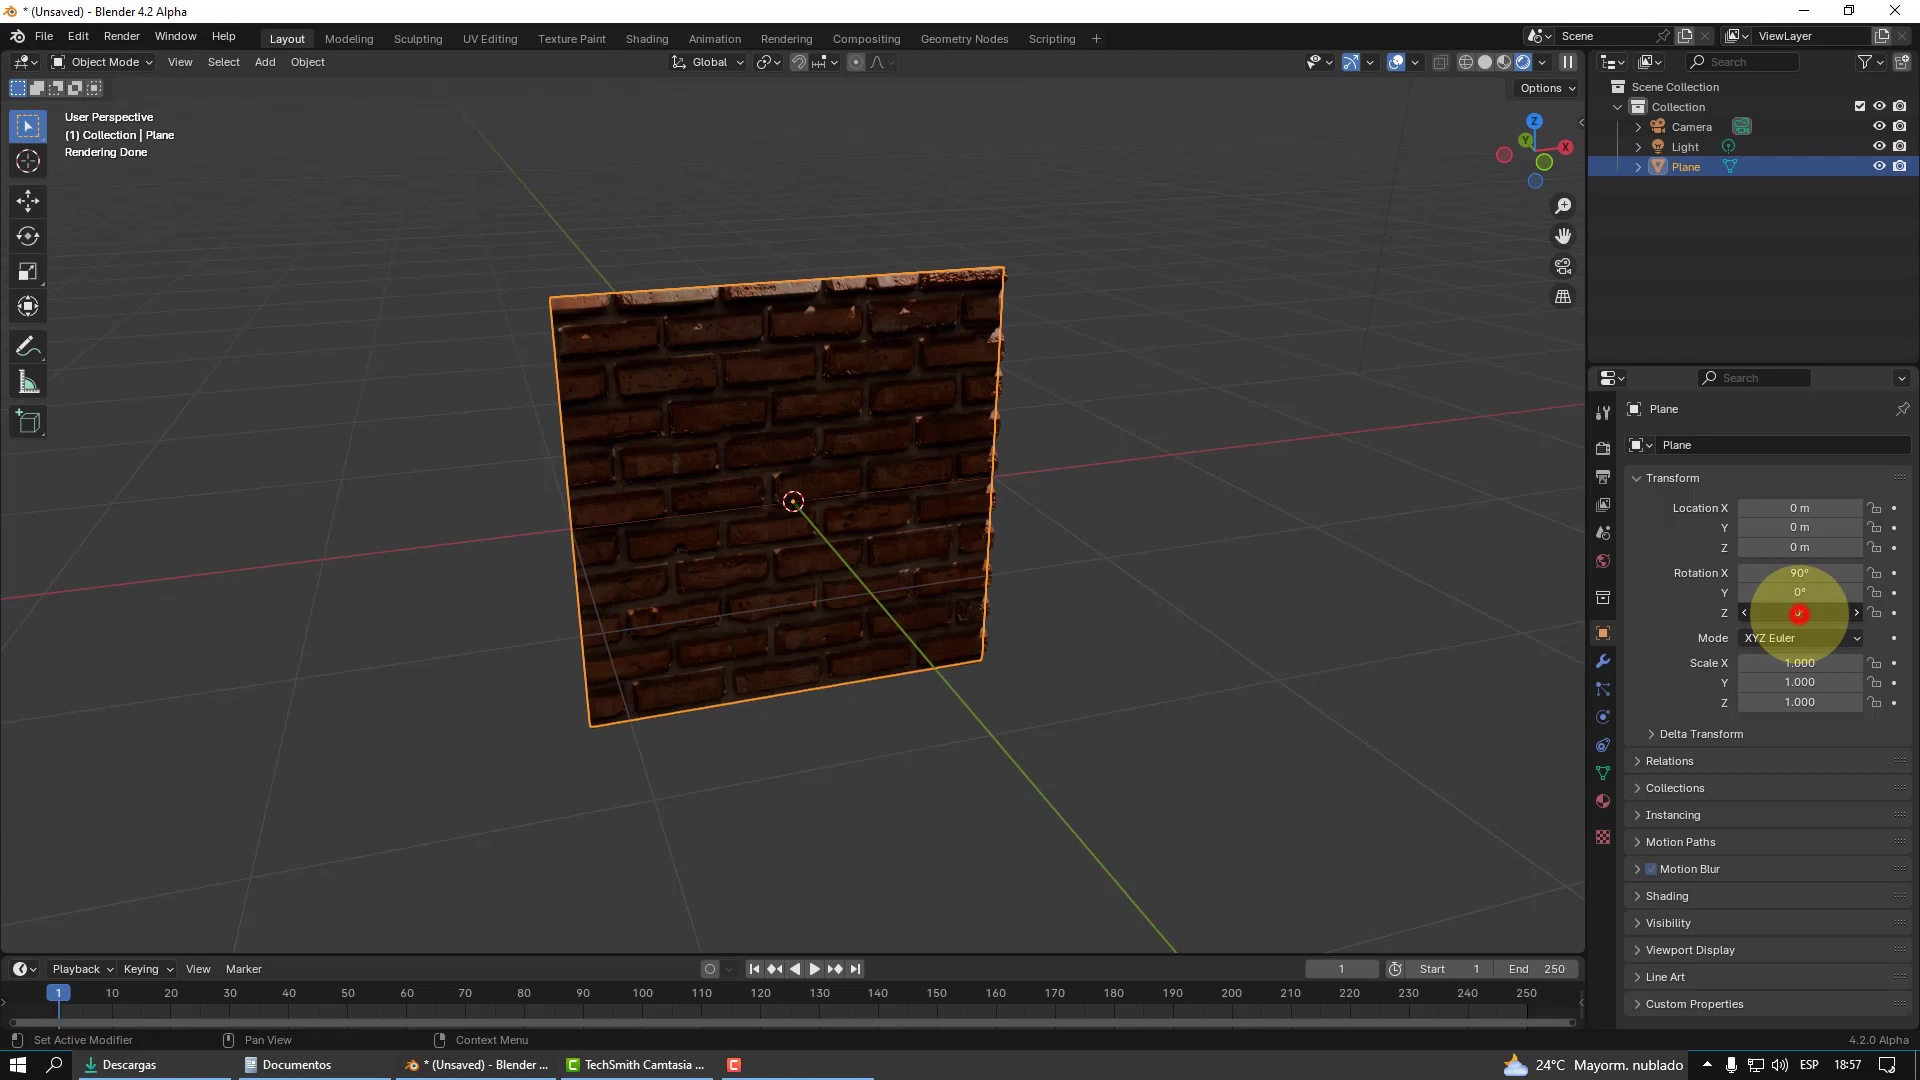 * (Unsaved) - Blender 4.2 Alpha
File Edit Render Window Help
Layout Modeling Sculpting UV Editing Texture Paint Shading Animation Rendering Compositing Geometry Nodes Scripting +
Scene
ViewLayer
Object Mode View Select Add Object
Global
Search
Options
User Perspective
(1) Collection | Plane
Rendering Done
Z
Y
X
Scene Collection
Collection
Camera
Light
Plane
Search
Plane
Plane
Transform
Location X 0 m
Y 0 m
Z 0 m
Rotation X 90°
Y 0°
Z
Mode XYZ Euler
Scale X 1.000
Y 1.000
Z 1.000
Delta Transform
Relations
Collections
Instancing
Motion Paths
Motion Blur
Shading
Visibility
Viewport Display
Line Art
Custom Properties
Playback Keying View Marker
1 Start 1 End 250
1 10 20 30 40 50 60 70 80 90 100 110 120 130 140 150 160 170 180 190 200 210 220 230 240 250
Set Active Modifier Pan View Context Menu
4.2.0 Alpha
Descargas Documentos * (Unsaved) - Blender ... TechSmith Camtasia ...
24°C Mayorm. nublado ESP 18:57